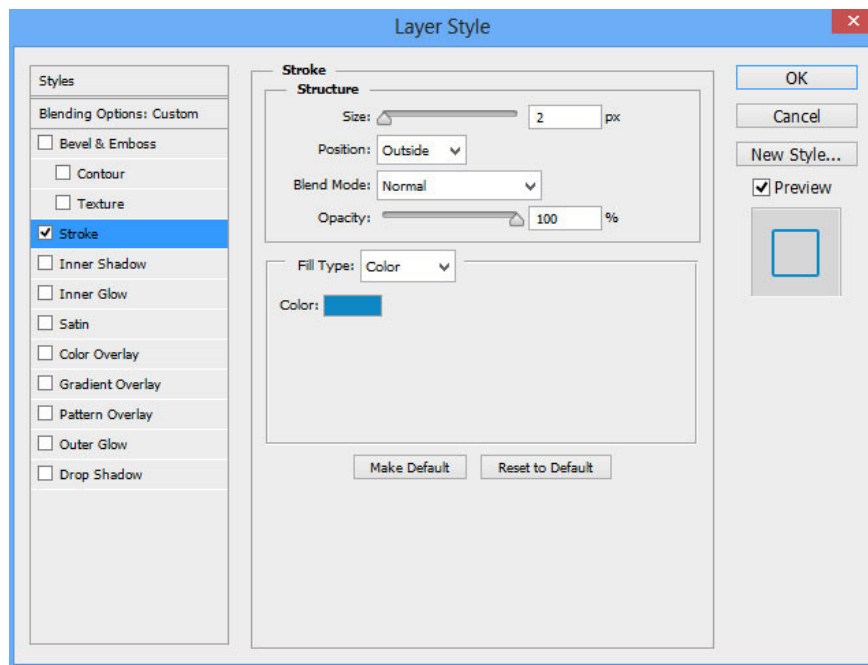 Layer Style
Styles
Blending Options: Custom
Bevel & Emboss
Contour
Texture
Stroke
Inner Shadow
Inner Glow
Satin
Color Overlay
Gradient Overlay
Pattern Overlay
Outer Glow
Drop Shadow
Stroke
Structure
Size: 2 px
Position: Outside
Blend Mode: Normal
Opacity: 100 %
Fill Type: Color
Color:
Make Default Reset to Default
OK
Cancel
New Style...
Preview